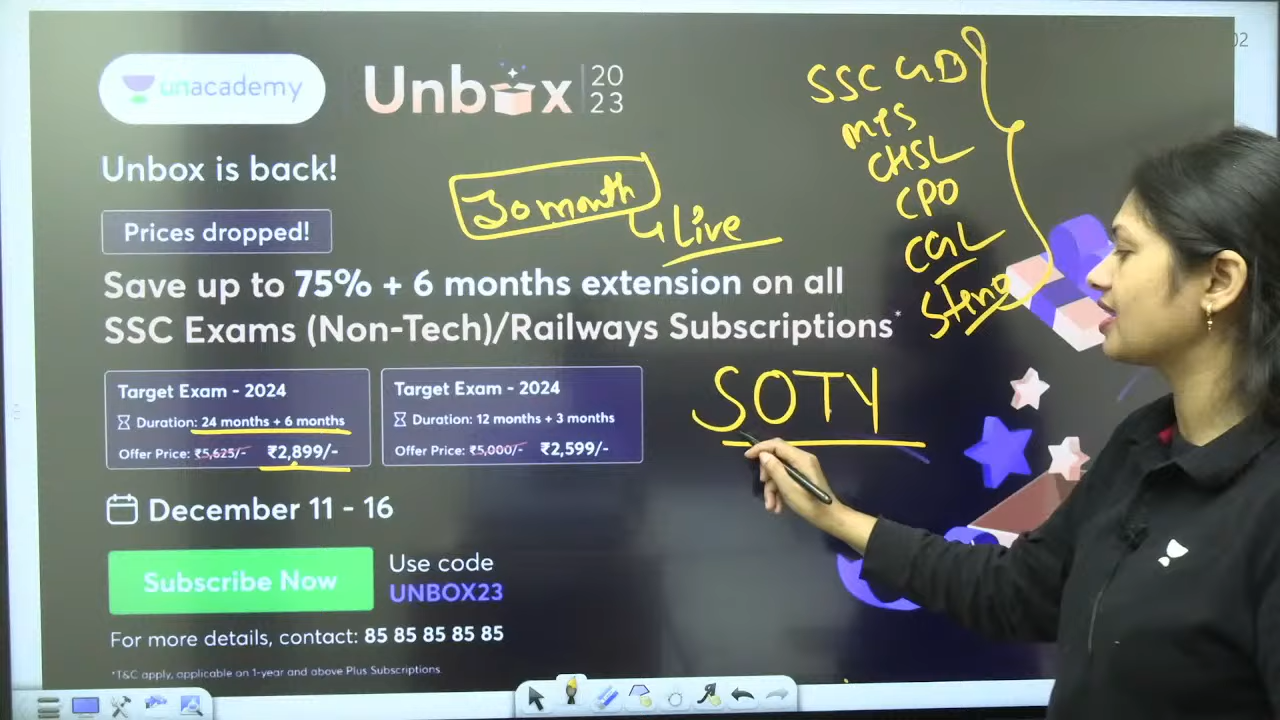 02
unacademy
Unbox 2023
Unbox is back!
Prices dropped!
Save up to 75% + 6 months extension on all
SSC Exams (Non-Tech)/Railways Subscriptions*
Target Exam - 2024
Duration: 24 months + 6 months
Offer Price: ₹5,625/- ₹2,899/-
Target Exam - 2024
Duration: 12 months + 3 months
Offer Price: ₹5,000/- ₹2,599/-
December 11 - 16
Subscribe Now
Use code
UNBOX23
For more details, contact: 85 85 85 85 85
*T&C apply, applicable on 1-year and above Plus Subscriptions
30 month
Live
SSC GD
MTS
CHSL
CPO
CGL
Steno
SOTY